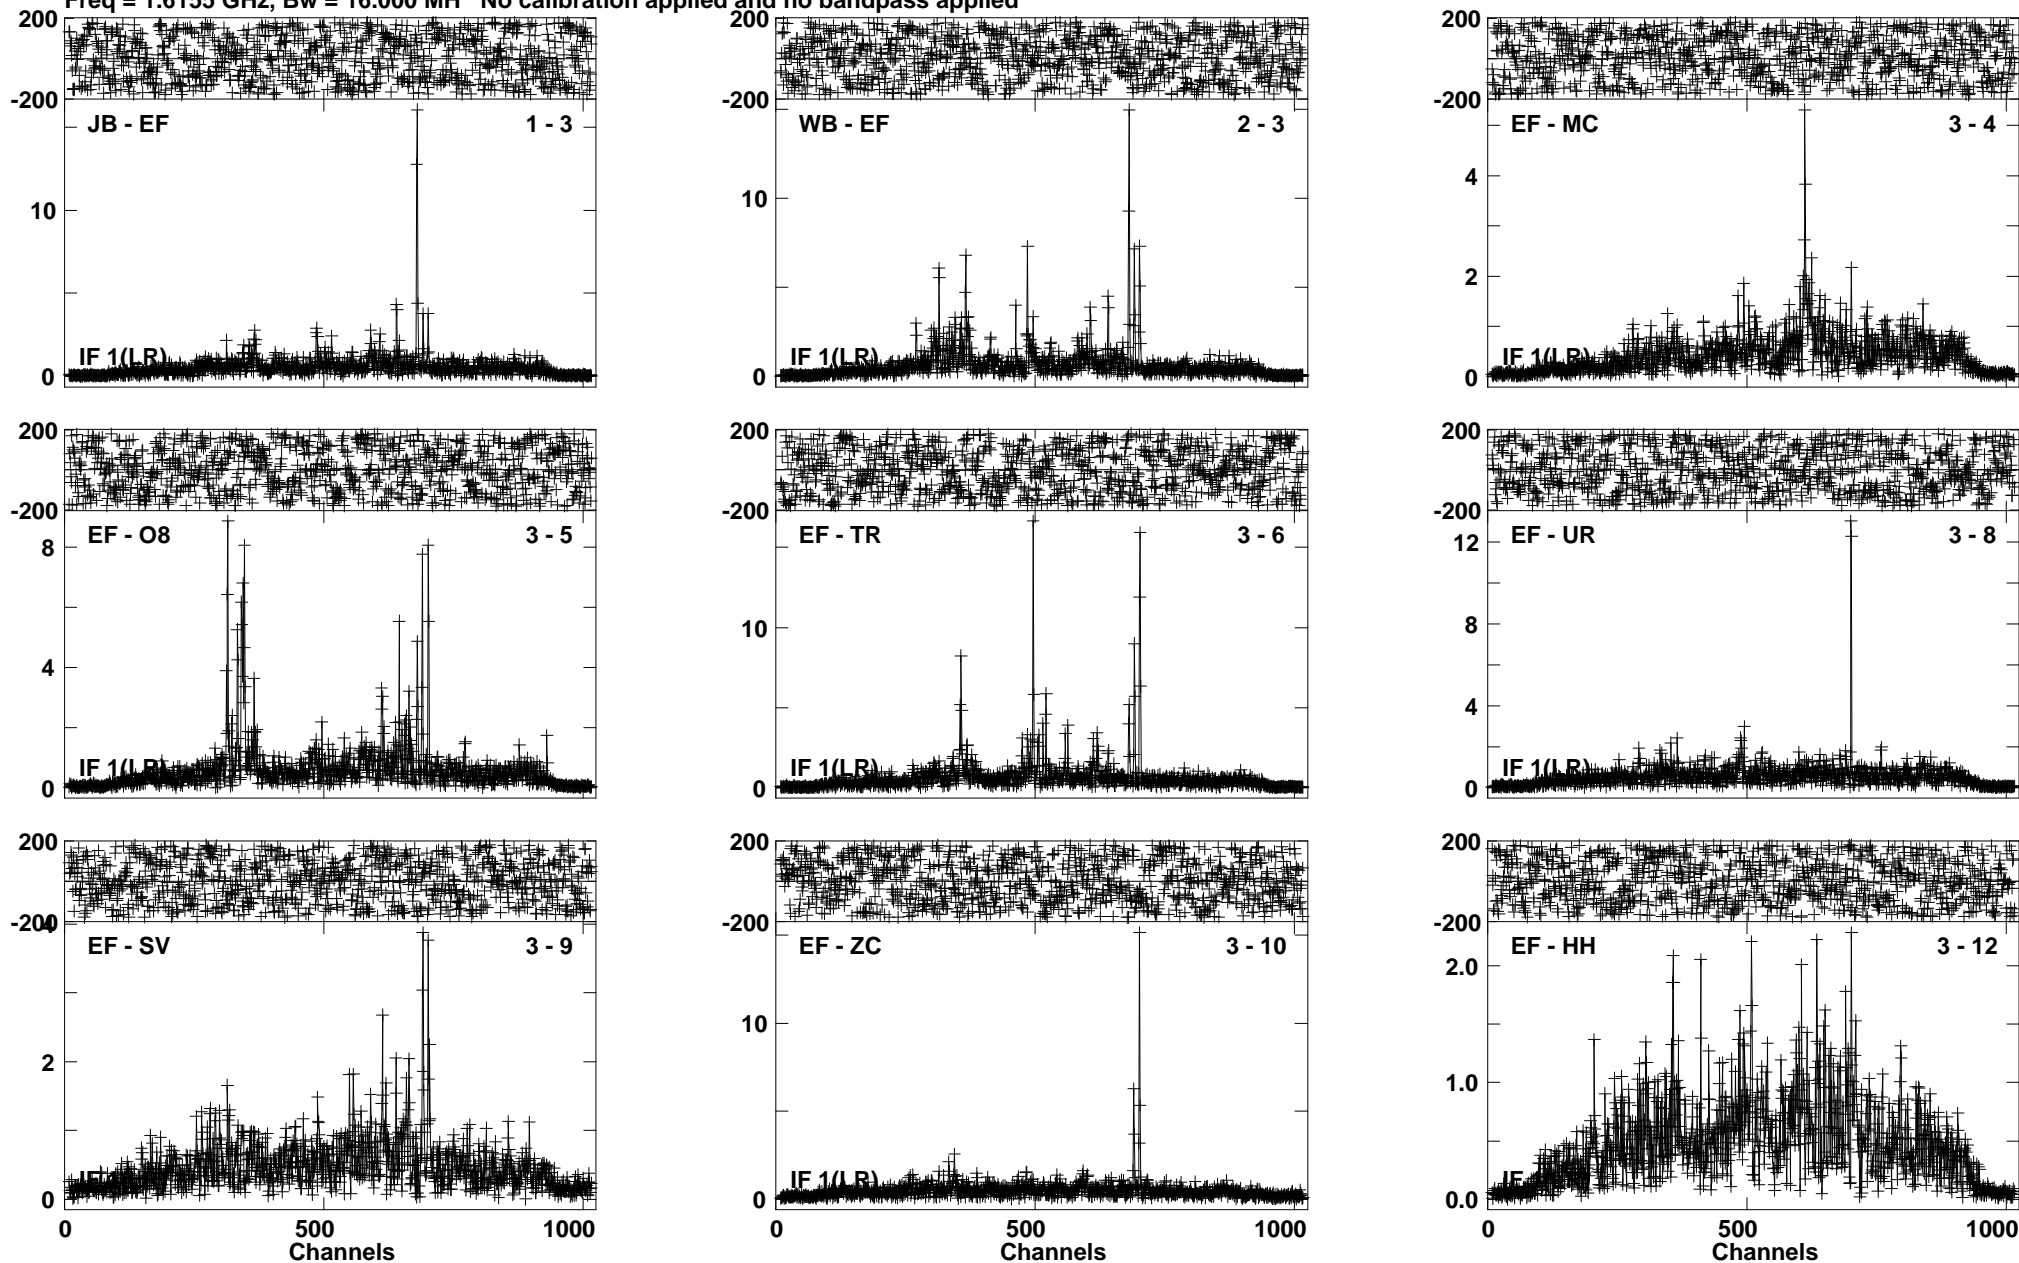 Freq = 1.6155 GHz, Bw = 16.000 MH No calibration applied and no bandpass applied
200
-200
JB - EF 1 - 3
10
IF 1(LR)
0
200
-200
WB - EF 2 - 3
10
IF 1(LR)
0
200
-200
EF - MC 3 - 4
4
2
IF 1(LR)
0
200
-200
EF - O8 3 - 5
8
4
IF 1(LR)
0
200
-200
EF - TR 3 - 6
10
IF 1(LR)
0
200
-200
EF - UR 3 - 8
12
8
4
IF 1(LR)
0
200
-200
4
EF - SV 3 - 9
2
IF
0
0 500 1000
Channels
200
-200
EF - ZC 3 - 10
10
IF 1(LR)
0
0 500 1000
Channels
200
-200
EF - HH 3 - 12
2.0
1.0
IF
0.0
0 500 1000
Channels